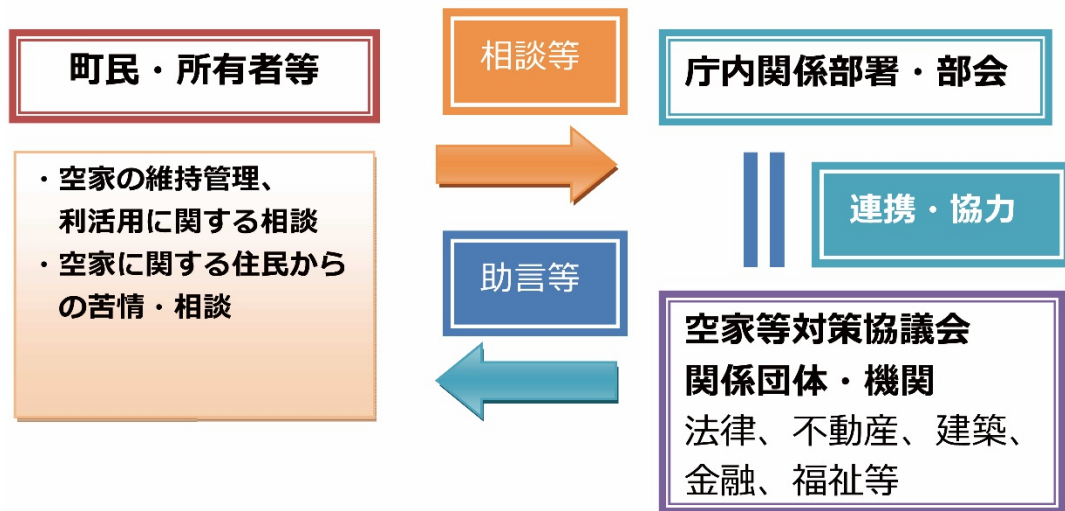 町民・所有者等
・空家の維持管理、
利活用に関する相談
・空家に関する住民から
の苦情・相談
相談等
助言等
庁内関係部署・部会
連携・協力
空家等対策協議会
関係団体・機関
法律、不動産、建築、
金融、福祉等